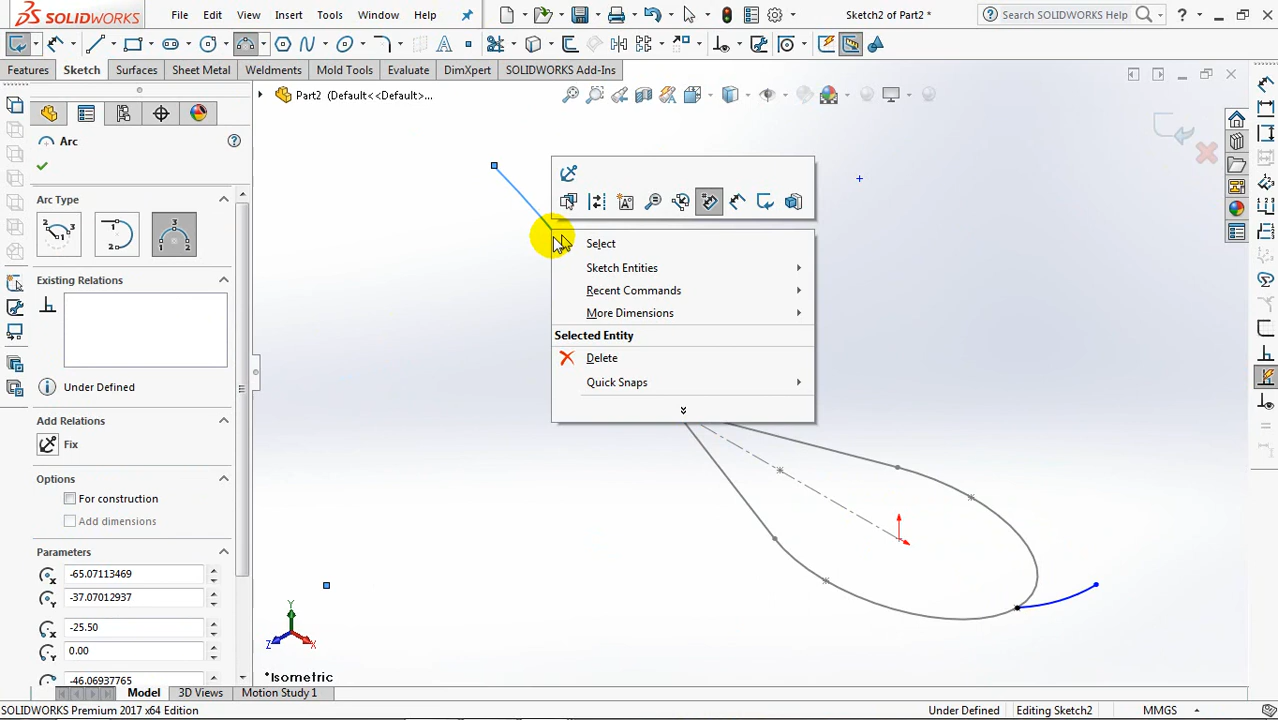 SOLIDWORKS File Edit View Insert Tools Window Help Sketch2 of Part2 * Search SOLIDWORKS Help ?
Features Sketch Surfaces Sheet Metal Weldments Mold Tools Evaluate DimXpert SOLIDWORKS Add-Ins
Part2 (Default<<Default>...
Arc
Arc Type
Existing Relations
Under Defined
Add Relations
Fix
Options
For construction
Add dimensions
Parameters
-65.07113469
-37.07012937
-25.50
0.00
-46.06937765
Select
Sketch Entities
Recent Commands
More Dimensions
Selected Entity
Delete
Quick Snaps
Y
Z
X
*Isometric
Model 3D Views Motion Study 1
SOLIDWORKS Premium 2017 x64 Edition Under Defined Editing Sketch2 MMGS